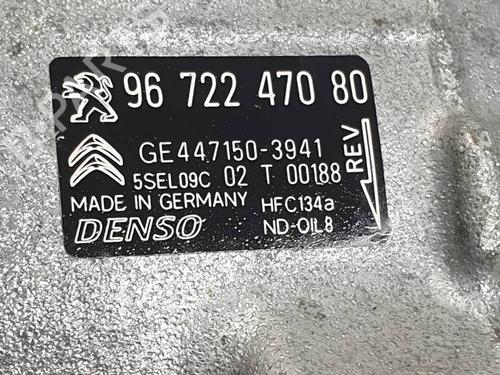 96 722 470 80
GE447150-3941
5SEL09C 02 T 00188
MADE IN GERMANY HFC134a
DENSO ND-OIL8
REV